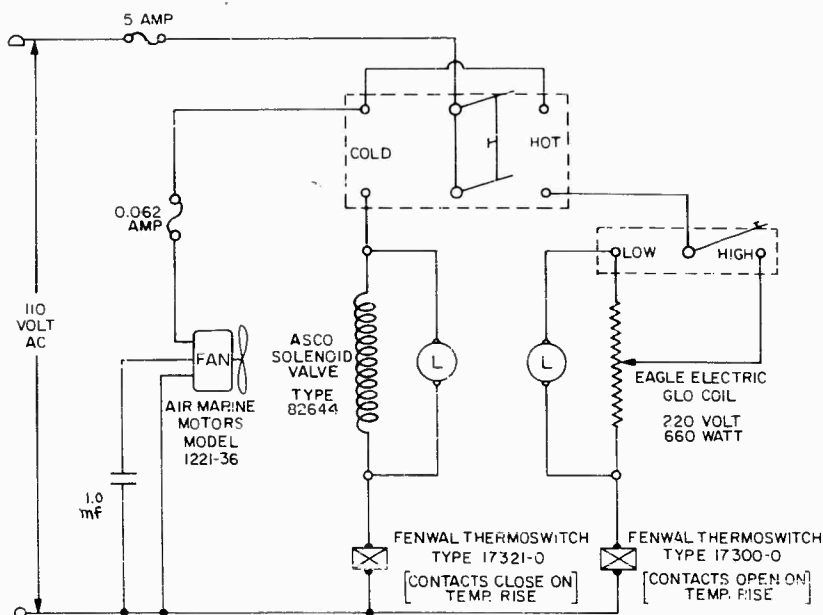 5 AMP
COLD
HOT
0.062
AMP
LOW
HIGH
110
VOLT
AC
FAN
AIR MARINE
MOTORS
MODEL
1221-36
ASCO
SOLENOID
VALVE
TYPE
82644
L
L
EAGLE ELECTRIC
GLO COIL
220 VOLT
660 WATT
1.0
mf
FENWAL THERMOSWITCH
TYPE 17321-0
[CONTACTS CLOSE ON
TEMP. RISE]
FENWAL THERMOSWITCH
TYPE 17300-0
[CONTACTS OPEN ON
TEMP. RISE]